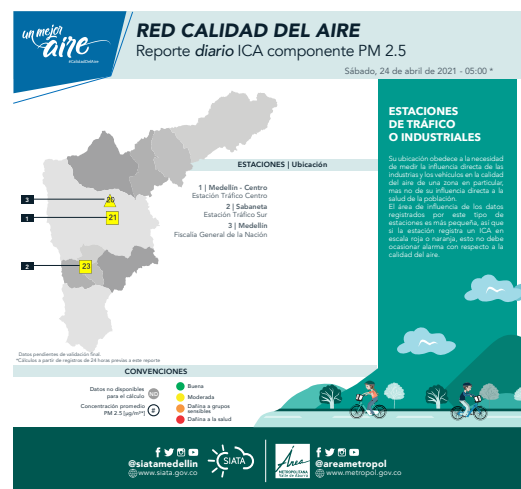 un mejor
aire
#CalidadDelAire
RED CALIDAD DEL AIRE
Reporte diario ICA componente PM 2.5
Sábado, 24 de abril de 2021 - 05:00 *
ESTACIONES | Ubicación
1 | Medellín - Centro
Estación Tráfico Centro
2 | Sabaneta
Estación Tráfico Sur
3 | Medellín
Fiscalía General de la Nación
3
20
1
21
2
23
Datos pendientes de validación final.
*Cálculos a partir de registros de 24 horas previas a este reporte
ESTACIONES
DE TRÁFICO
O INDUSTRIALES
Su ubicación obedece a la necesidad
de medir la influencia directa de las
industrias y los vehículos en la calidad
del aire de una zona en particular,
mas no de su influencia directa a la
salud de la población.
El área de influencia de los datos
registrados por este tipo de
estaciones es más pequeña, así que
si la estación registra un ICA en
escala roja o naranja, esto no debe
ocasionar alarma con respecto a la
calidad del aire.
CONVENCIONES
Datos no disponibles
para el cálculo
ND
Concentración promedio
PM 2.5 (µg/m³)
#
Buena
Moderada
Dañina a grupos
sensibles
Dañina a la salud
@siatamedellin
www.siata.gov.co
SIATA
Área
METROPOLITANA
Valle de Aburrá
@areametropol
www.metropol.gov.co